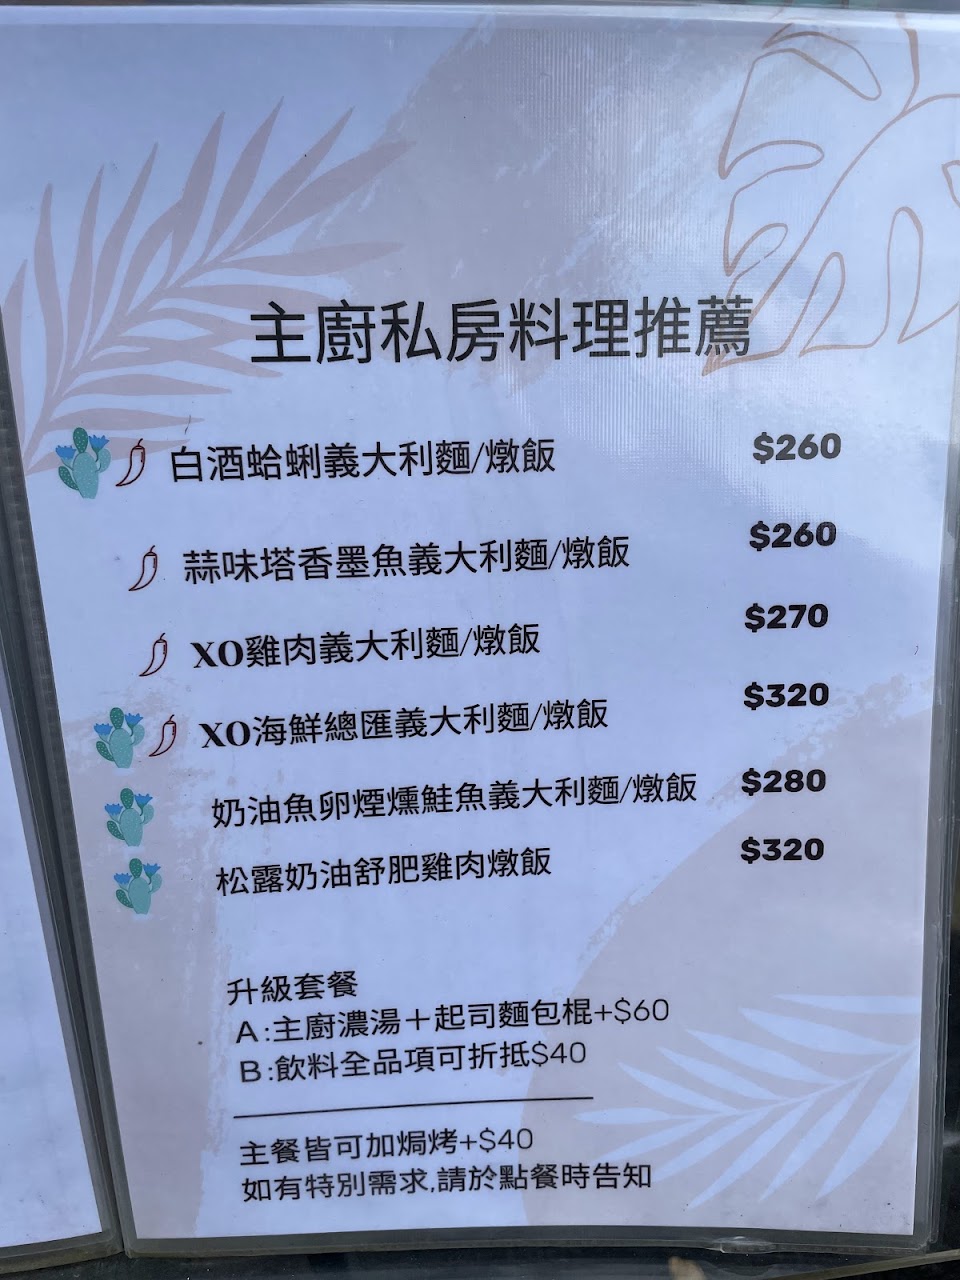 主廚私房料理推薦
白酒蛤蜊義大利麵/燉飯 $260
蒜味塔香墨魚義大利麵/燉飯 $260
XO雞肉義大利麵/燉飯 $270
XO海鮮總匯義大利麵/燉飯 $320
奶油魚卵煙燻鮭魚義大利麵/燉飯 $280
松露奶油舒肥雞肉燉飯 $320
升級套餐
A:主廚濃湯＋起司麵包棍+$60
B:飲料全品項可折抵$40
主餐皆可加焗烤+$40
如有特別需求,請於點餐時告知